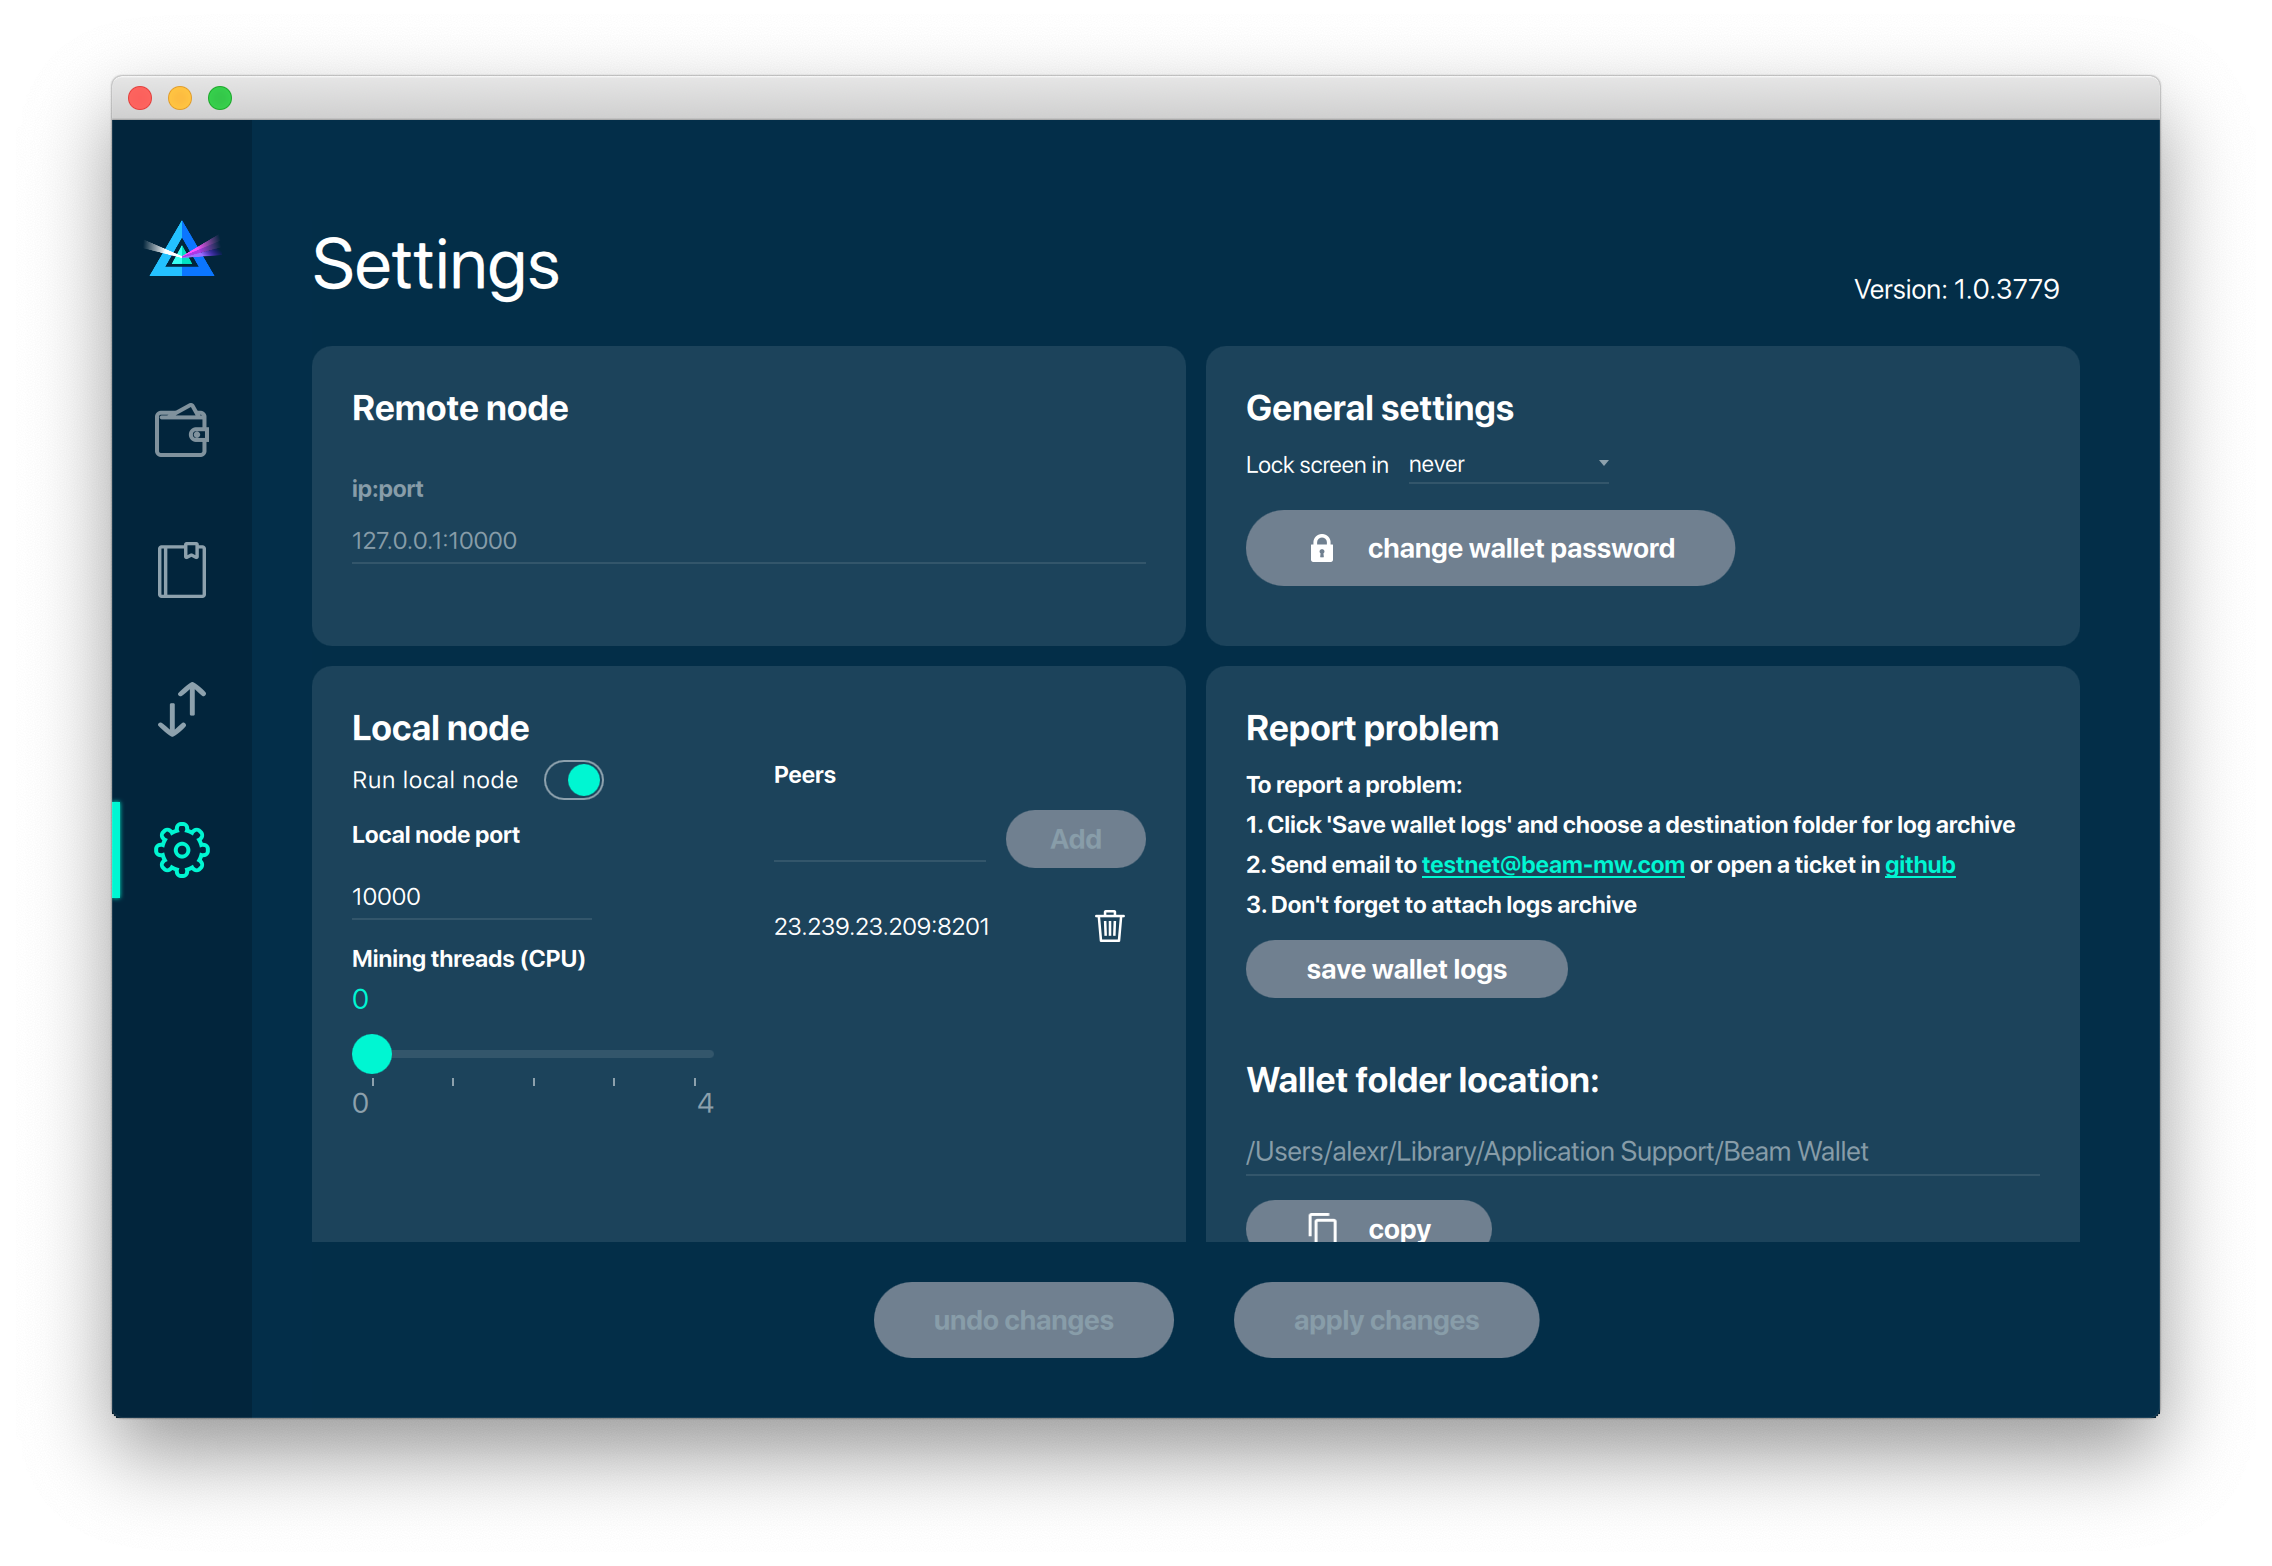 Settings
Version: 1.0.3779
Remote node
ip:port
127.0.0.1:10000
General settings
Lock screen in never
change wallet password
Local node
Run local node
Local node port
10000
Mining threads (CPU)
0
0 4
Peers
Add
23.239.23.209:8201
Report problem
To report a problem:
1. Click 'Save wallet logs' and choose a destination folder for log archive
2. Send email to testnet@beam-mw.com or open a ticket in github
3. Don't forget to attach logs archive
save wallet logs
Wallet folder location:
/Users/alexr/Library/Application Support/Beam Wallet
copy
undo changes
apply changes